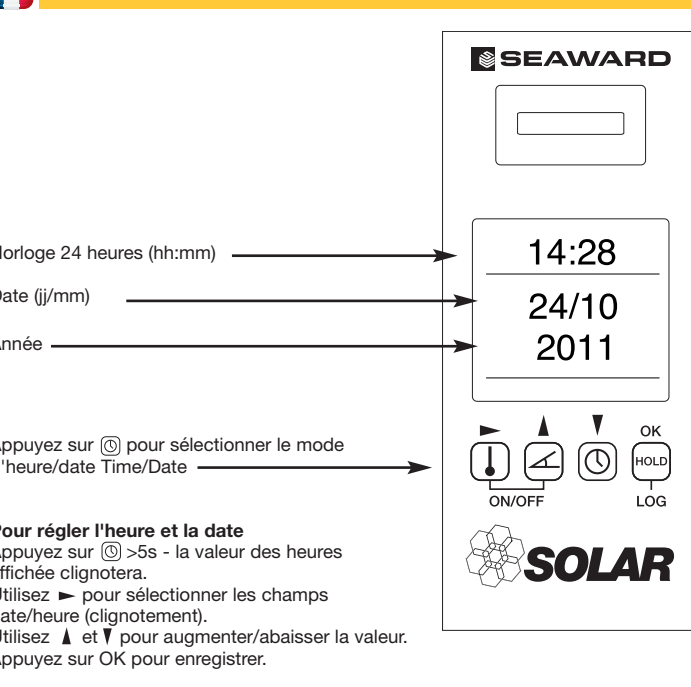 SEAWARD
Horloge 24 heures (hh:mm)
14:28
Date (jj/mm)
24/10
Année
2011
Appuyez sur pour sélectionner le mode
l'heure/date Time/Date
OK
HOLD
ON/OFF
LOG
Pour régler l'heure et la date
Appuyez sur >5s - la valeur des heures
affichée clignotera.
Utilisez ► pour sélectionner les champs
date/heure (clignotement).
Utilisez ▲ et ▼ pour augmenter/abaisser la valeur.
Appuyez sur OK pour enregistrer.
SOLAR